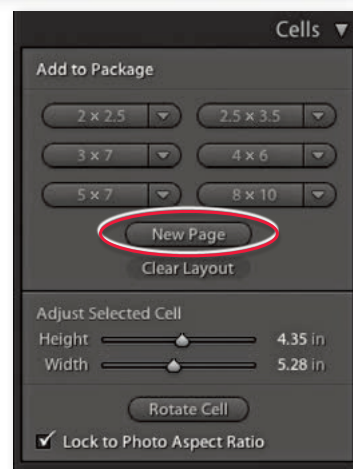 Cells
Add to Package
2 × 2.5 2.5 × 3.5
3 × 7 4 × 6
5 × 7 8 × 10
New Page
Clear Layout
Adjust Selected Cell
Height 4.35 in
Width 5.28 in
Rotate Cell
Lock to Photo Aspect Ratio